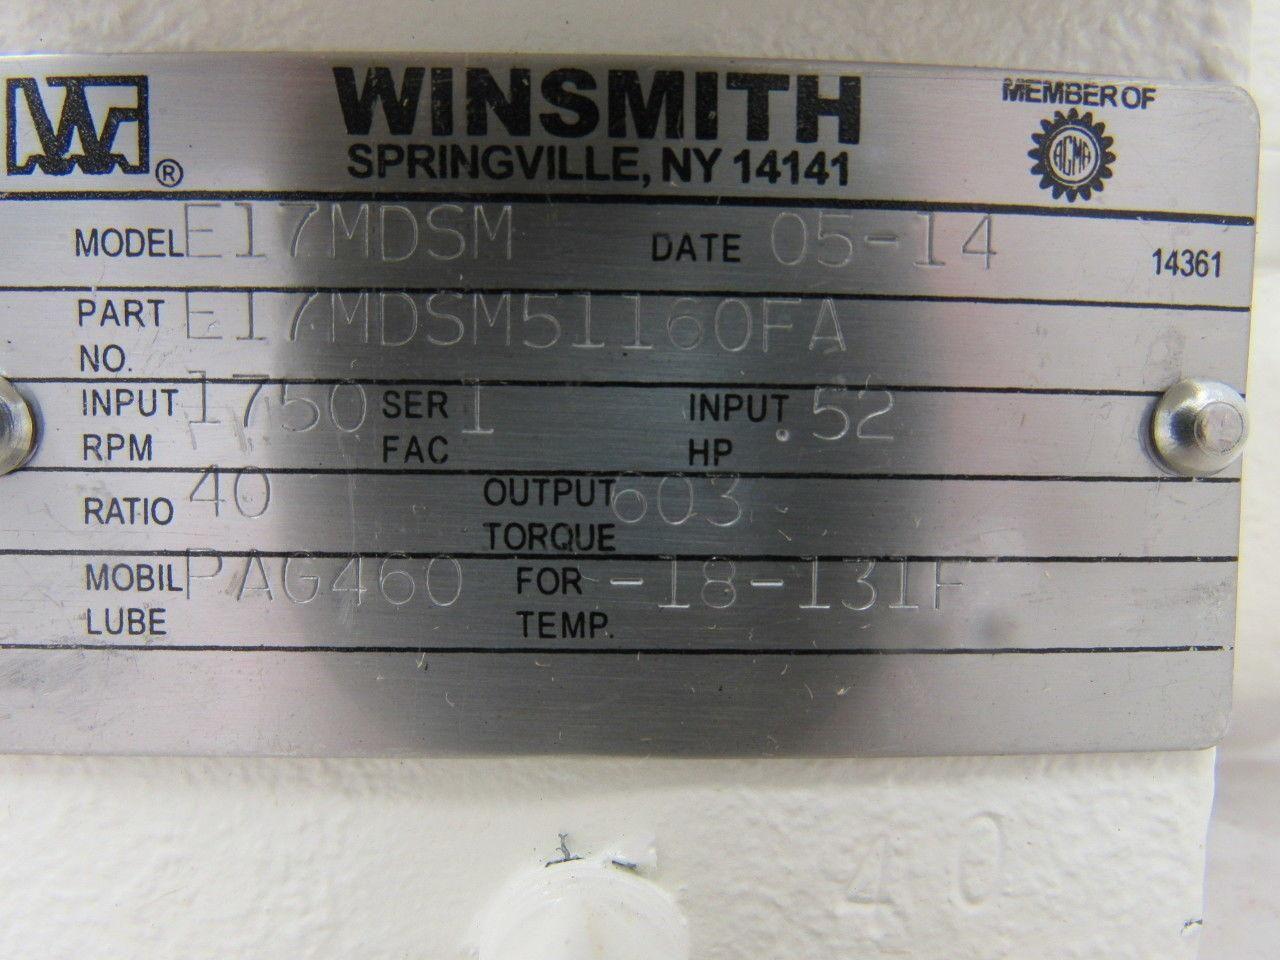 W ®
WINSMITH
SPRINGVILLE, NY 14141
MEMBER OF
AGMA
MODEL E17MDSM DATE 05-14 14361
PART NO. E17MDSM51160FA
INPUT RPM 1750 SER FAC 1 INPUT HP .52
RATIO 40 OUTPUT TORQUE 603
MOBIL LUBE PAG460 FOR TEMP. -18-131F
40